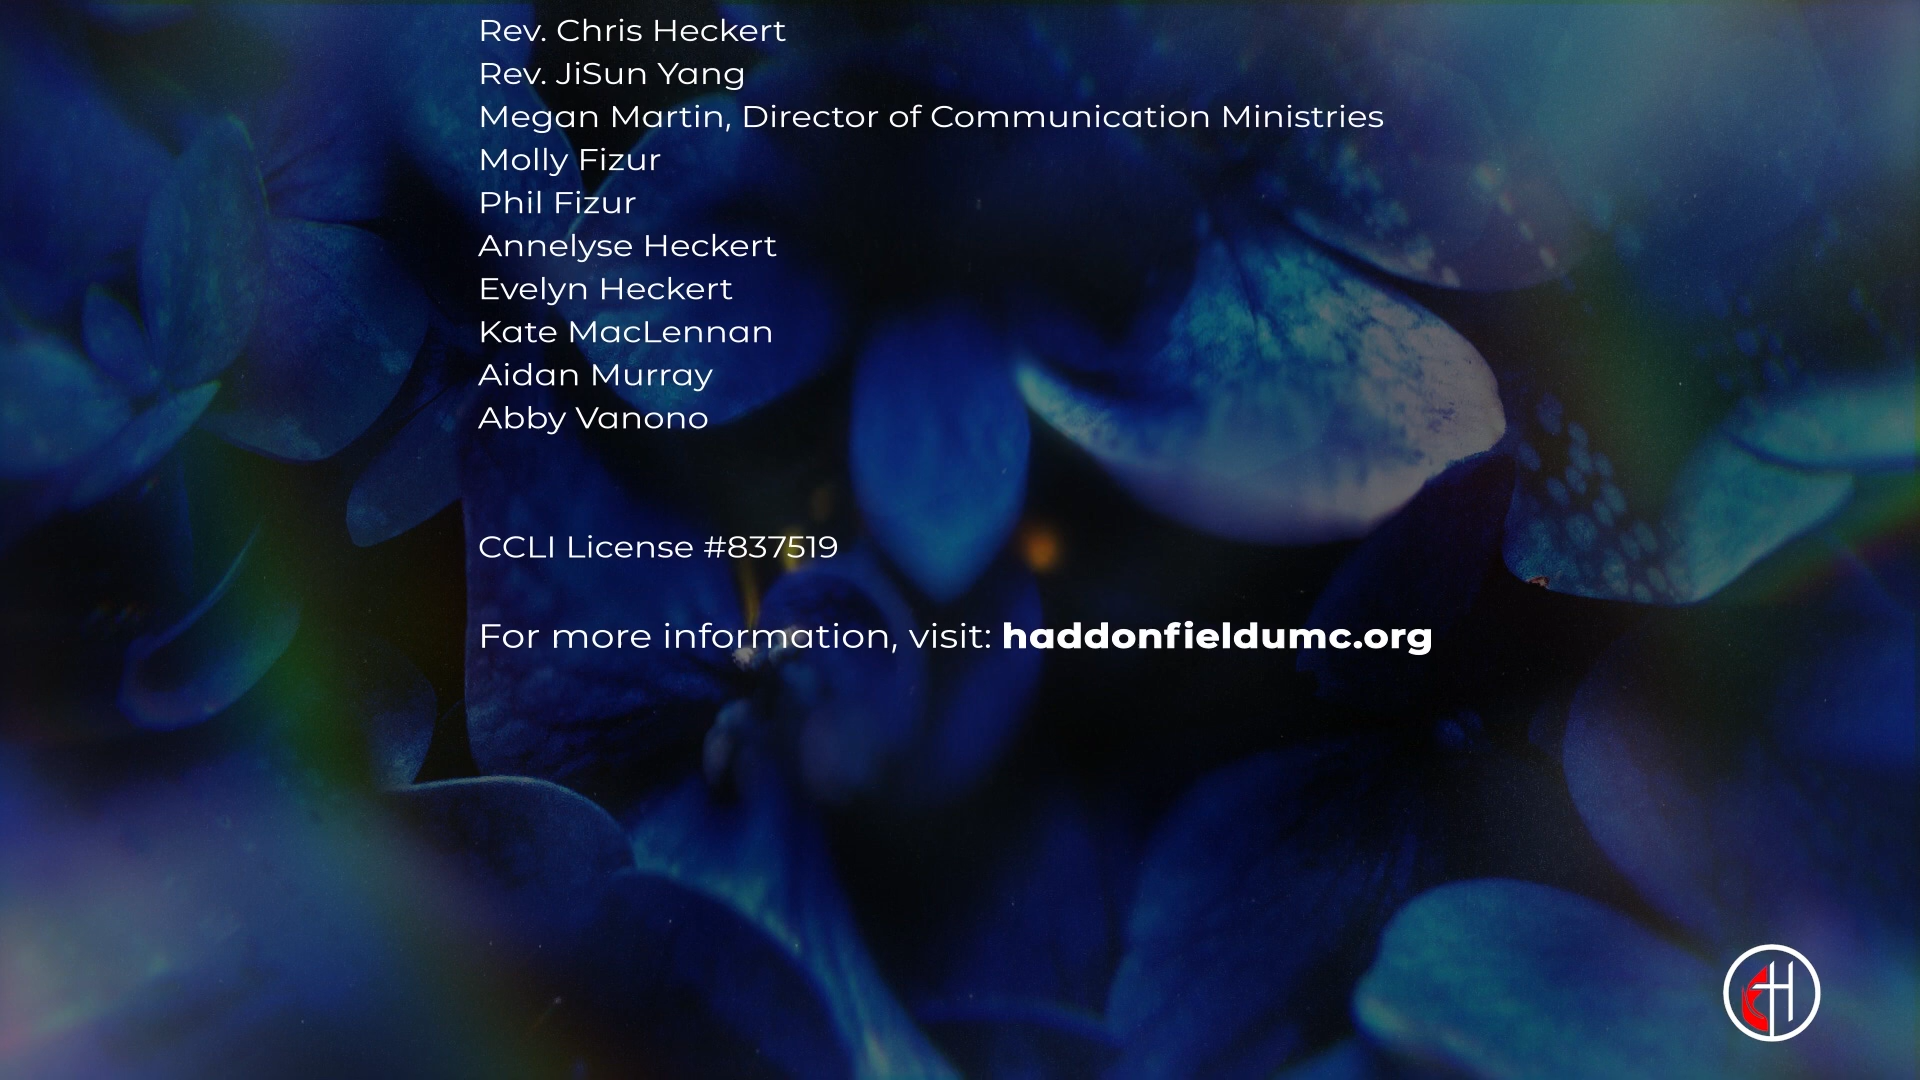 Rev. Chris Heckert
Rev. JiSun Yang
Megan Martin, Director of Communication Ministries
Molly Fizur
Phil Fizur
Annelyse Heckert
Evelyn Heckert
Kate MacLennan
Aidan Murray
Abby Vanono
CCLI License #837519
For more information, visit: haddonfieldumc.org
H